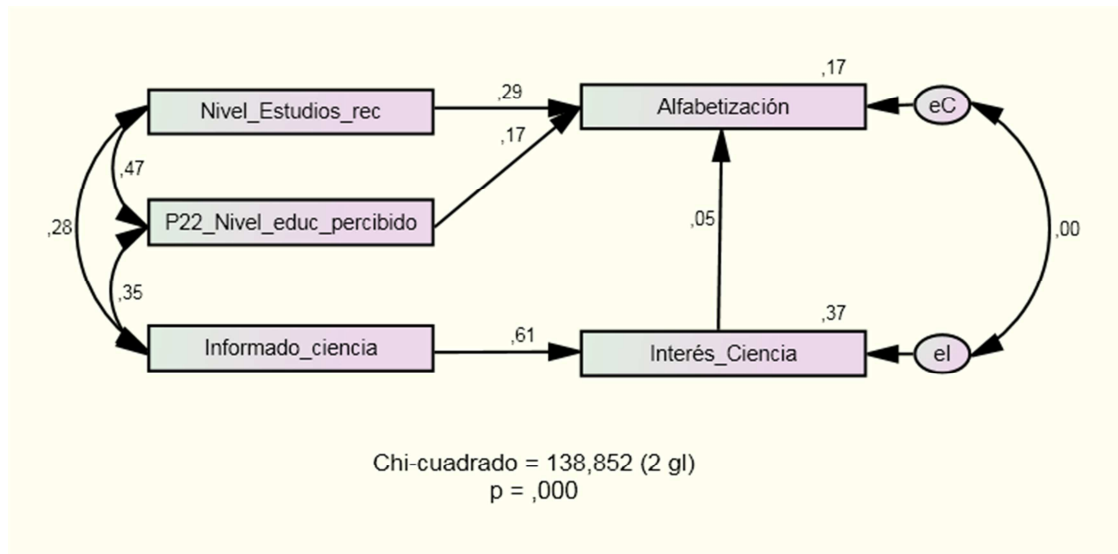 ,17
Nivel_Estudios_rec
,29
Alfabetización
eC
,17
,47
P22_Nivel_educ_percibido
,28
,05
,00
,35
Informado_ciencia
,61
,37
Interés_Ciencia
eI
Chi-cuadrado = 138,852 (2 gl)
p = ,000